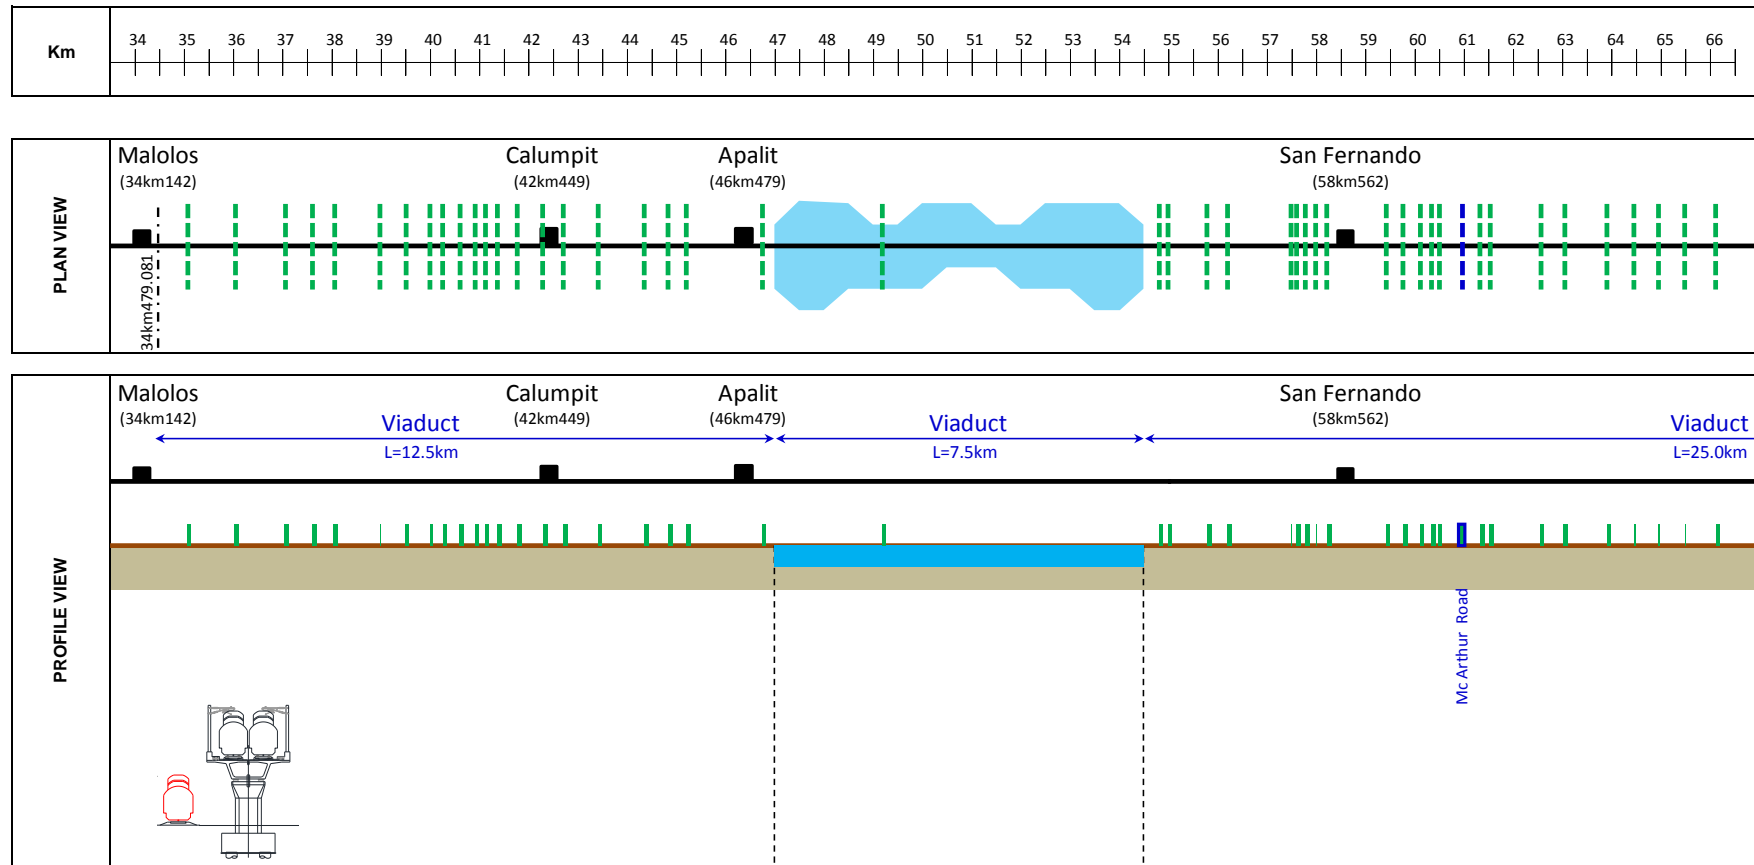 Km
34 35 36 37 38 39 40 41 42 43 44 45 46 47 48 49 50 51 52 53 54 55 56 57 58 59 60 61 62 63 64 65 66
PLAN VIEW
Malolos
(34km142)
Calumpit
(42km449)
Apalit
(46km479)
San Fernando
(58km562)
34km479.081
PROFILE VIEW
Malolos
(34km142)
Calumpit
(42km449)
Apalit
(46km479)
San Fernando
(58km562)
Viaduct
L=12.5km
Viaduct
L=7.5km
Viaduct
L=25.0km
Mc Arthur Road